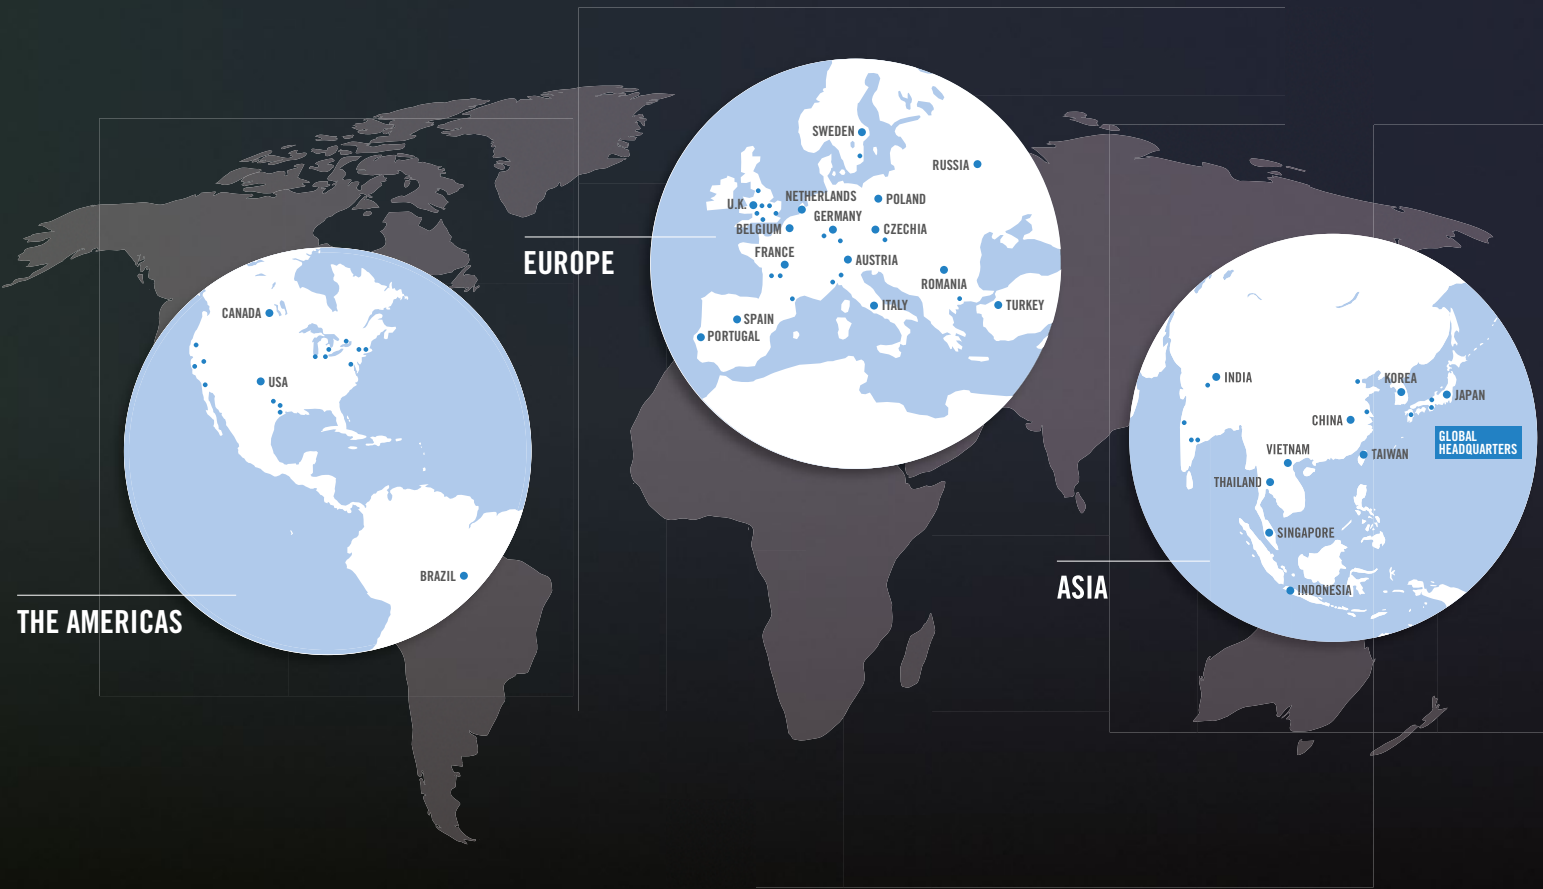 THE AMERICAS
CANADA
USA
BRAZIL
EUROPE
SWEDEN
RUSSIA
NETHERLANDS
POLAND
U.K.
GERMANY
BELGIUM
CZECHIA
FRANCE
AUSTRIA
ROMANIA
ITALY
TURKEY
SPAIN
PORTUGAL
ASIA
INDIA
KOREA
JAPAN
CHINA
GLOBAL
HEADQUARTERS
VIETNAM
TAIWAN
THAILAND
SINGAPORE
INDONESIA